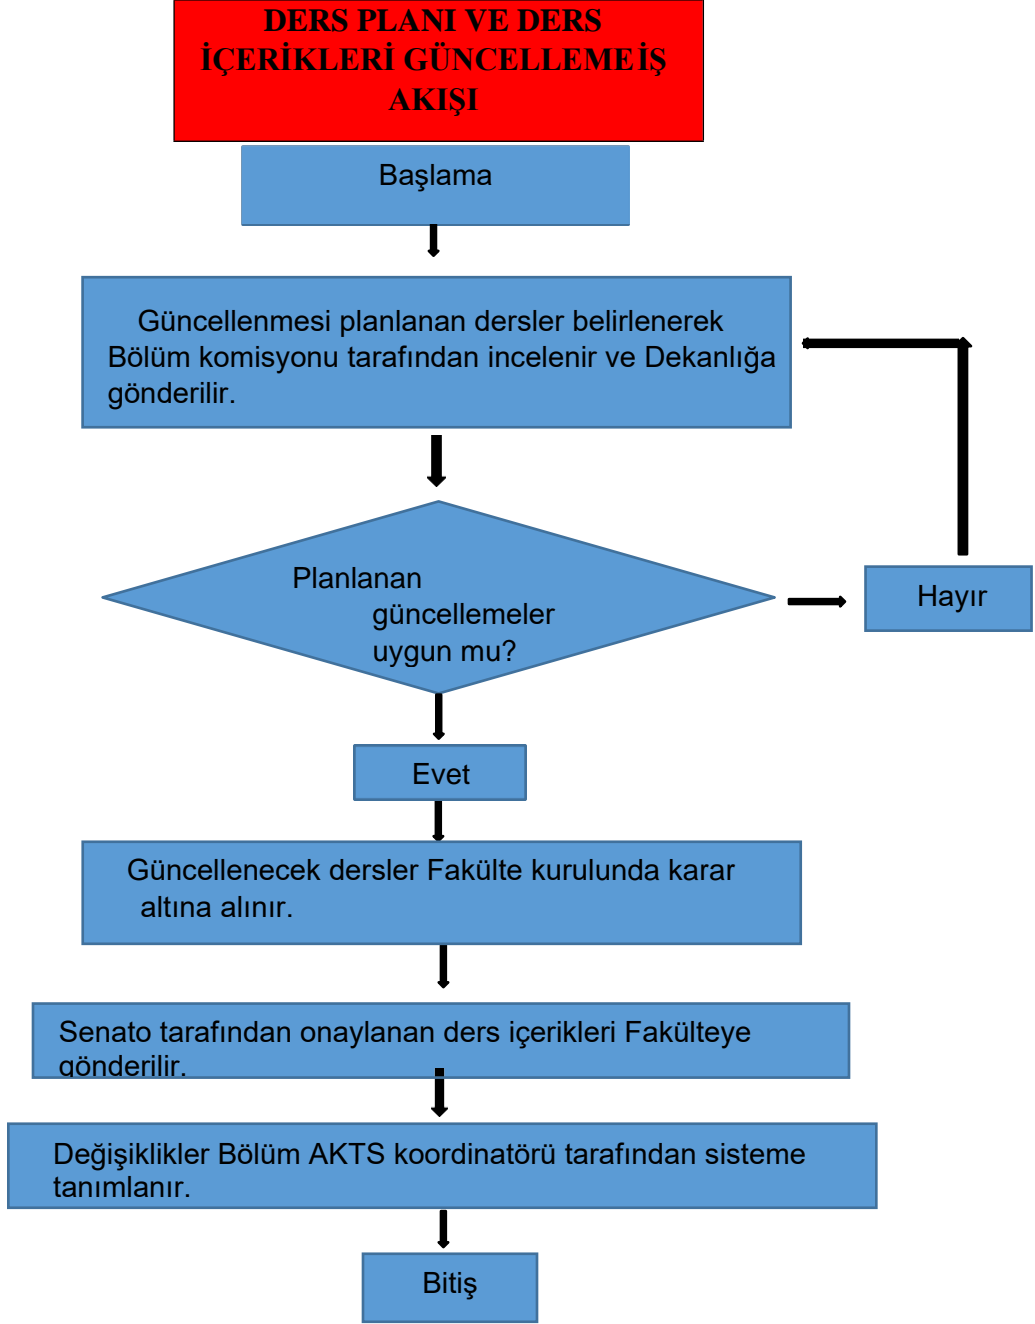 DERS PLANI VE DERS
İÇERİKLERİ GÜNCELLEMEİŞ
AKIŞI
Başlama
Güncellenmesi planlanan dersler belirlenerek
Bölüm komisyonu tarafından incelenir ve Dekanlığa
gönderilir.
Planlanan
güncellemeler
uygun mu?
Hayır
Evet
Güncellenecek dersler Fakülte kurulunda karar
altına alınır.
Senato tarafından onaylanan ders içerikleri Fakülteye
gönderilir.
Değişiklikler Bölüm AKTS koordinatörü tarafından sisteme
tanımlanır.
Bitiş